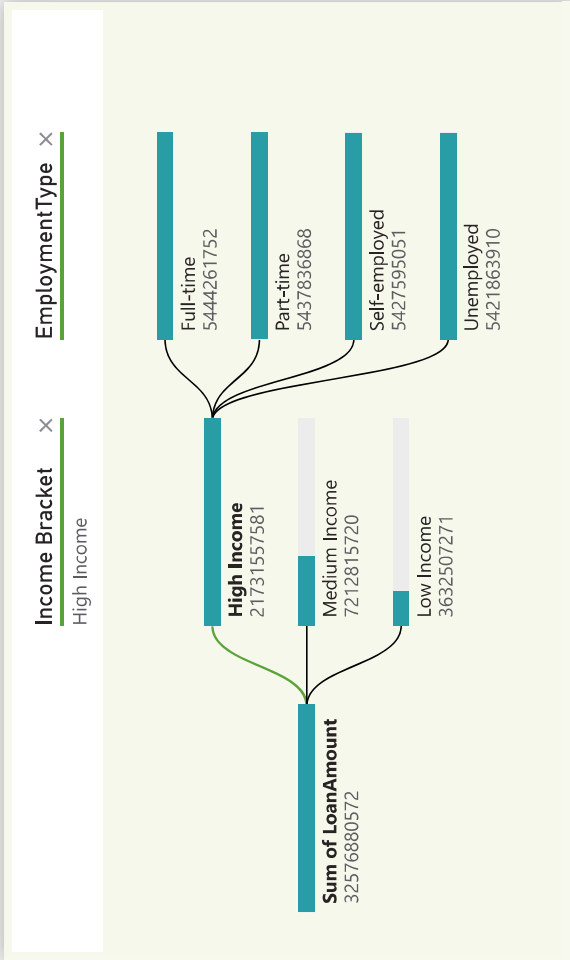 Income Bracket ×
High Income
EmploymentType ×
Sum of LoanAmount
32576880572
High Income
21731557581
Medium Income
7212815720
Low Income
3632507271
Full-time
5444261752
Part-time
5437836868
Self-employed
5427595051
Unemployed
5421863910